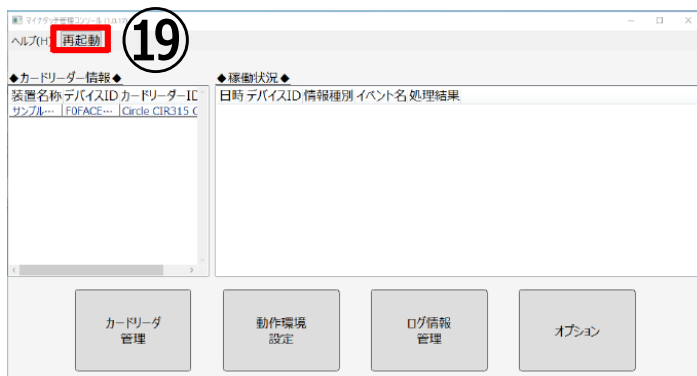 マイナタッチ管理コンソール (1.0.17)
ヘルプ(H) 再起動
⑲
◆カードリーダー情報◆ ◆稼働状況◆
装置名称 デバイスID カードリーダーID 日時 デバイスID 情報種別 イベント名 処理結果
サンプル… F0FACE… Circle CIR315 C
カードリーダ
管理
動作環境
設定
ログ情報
管理
オプション